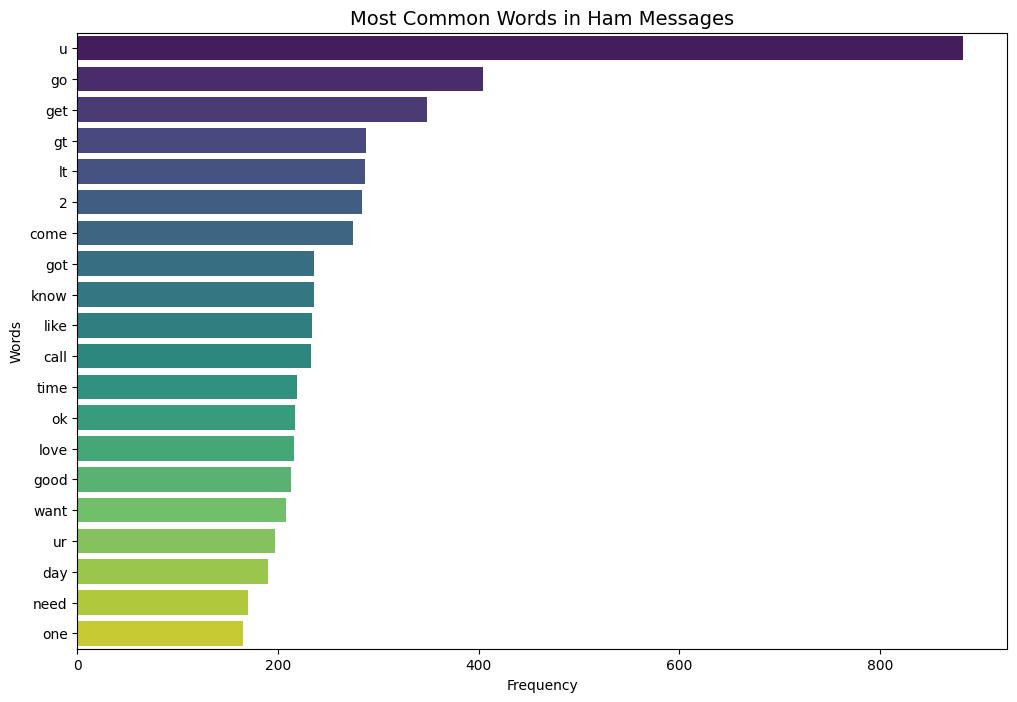 Most Common Words in Ham Messages
u
go
get
gt
lt
2
come
got
know
like
call
time
ok
love
good
want
ur
day
need
one
Words
0 200 400 600 800
Frequency